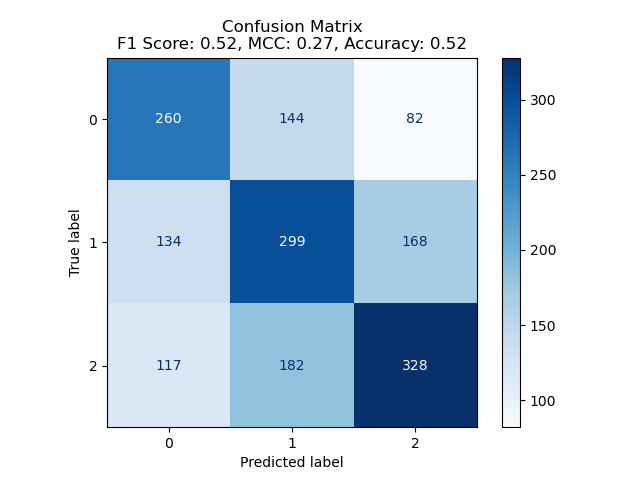 Confusion Matrix
F1 Score: 0.52, MCC: 0.27, Accuracy: 0.52
0 260 144 82
1 134 299 168
2 117 182 328
0 1 2
Predicted label
True label
300
250
200
150
100